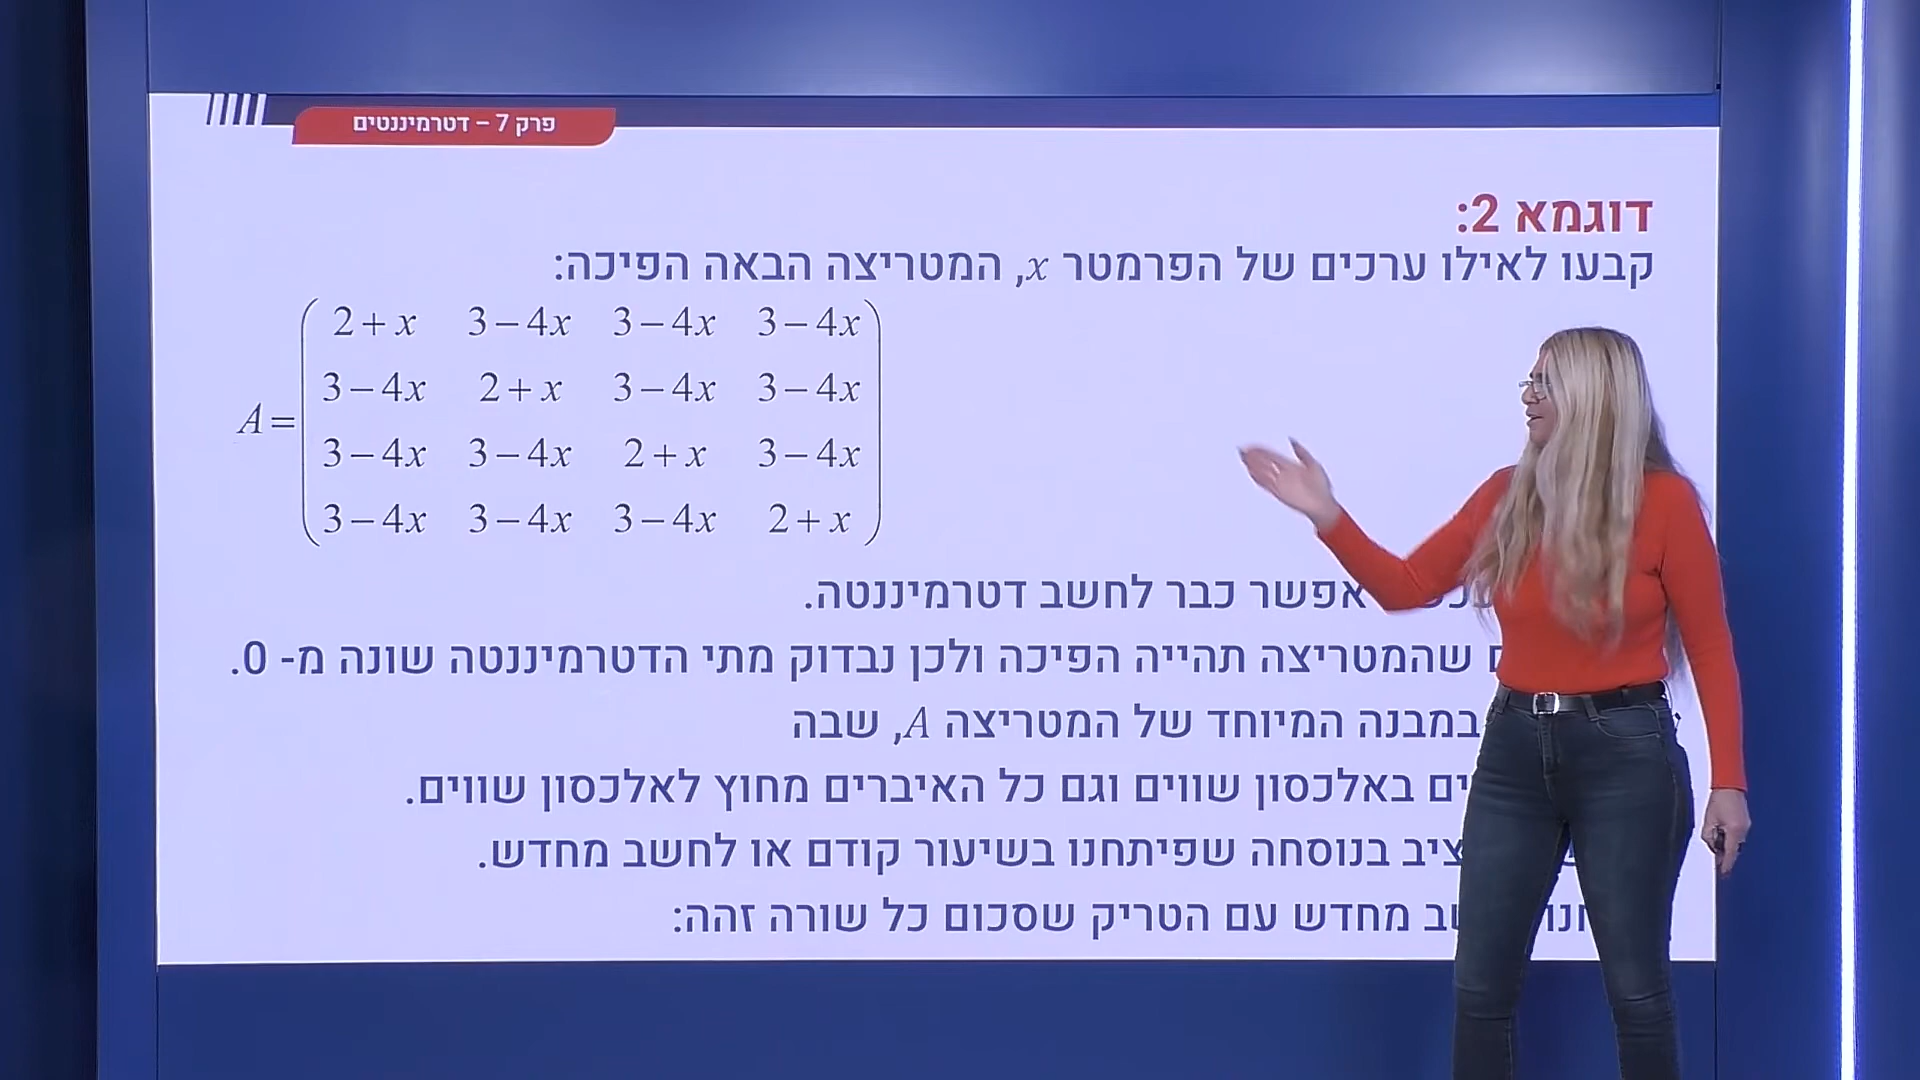 פרק 7 – דטרמיננטים
דוגמא 2:
קבעו לאילו ערכים של הפרמטר x, המטריצה הבאה הפיכה:
2 + x 3 – 4x 3 – 4x 3 – 4x
3 – 4x 2 + x 3 – 4x 3 – 4x
A =
3 – 4x 3 – 4x 2 + x 3 – 4x
3 – 4x 3 – 4x 3 – 4x 2 + x
אפשר כבר לחשב דטרמיננטה.
שהמטריצה תהייה הפיכה ולכן נבדוק מתי הדטרמיננטה שונה מ- 0.
במבנה המיוחד של המטריצה A, שבה
באלכסון שווים וגם כל האיברים מחוץ לאלכסון שווים.
בנוסחה שפיתחנו בשיעור קודם או לחשב מחדש.
מחדש עם הטריק שסכום כל שורה זהה: